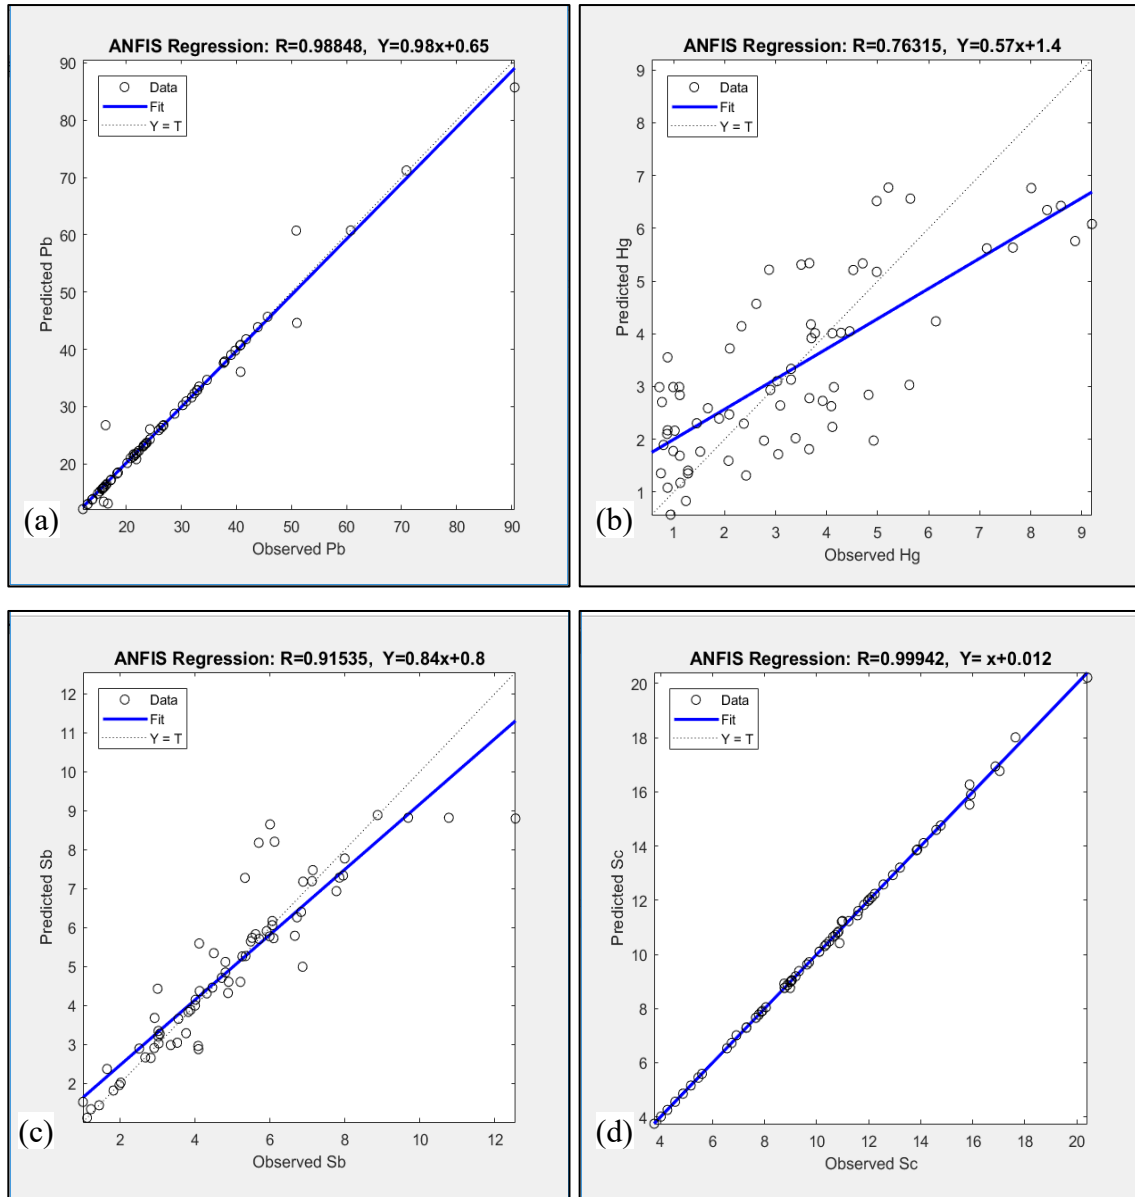 ANFIS Regression: R=0.98848, Y=0.98x+0.65
Data
Fit
Y = T
90
80
70
60
50
40
30
20
Predicted Pb
20 30 40 50 60 70 80 90
Observed Pb
(a)
ANFIS Regression: R=0.76315, Y=0.57x+1.4
Data
Fit
Y = T
9
8
7
6
5
4
3
2
1
Predicted Hg
1 2 3 4 5 6 7 8 9
Observed Hg
(b)
ANFIS Regression: R=0.91535, Y=0.84x+0.8
Data
Fit
Y = T
12
11
10
9
8
7
6
5
4
3
2
Predicted Sb
2 4 6 8 10 12
Observed Sb
(c)
ANFIS Regression: R=0.99942, Y= x+0.012
Data
Fit
Y = T
20
18
16
14
12
10
8
6
4
Predicted Sc
4 6 8 10 12 14 16 18 20
Observed Sc
(d)